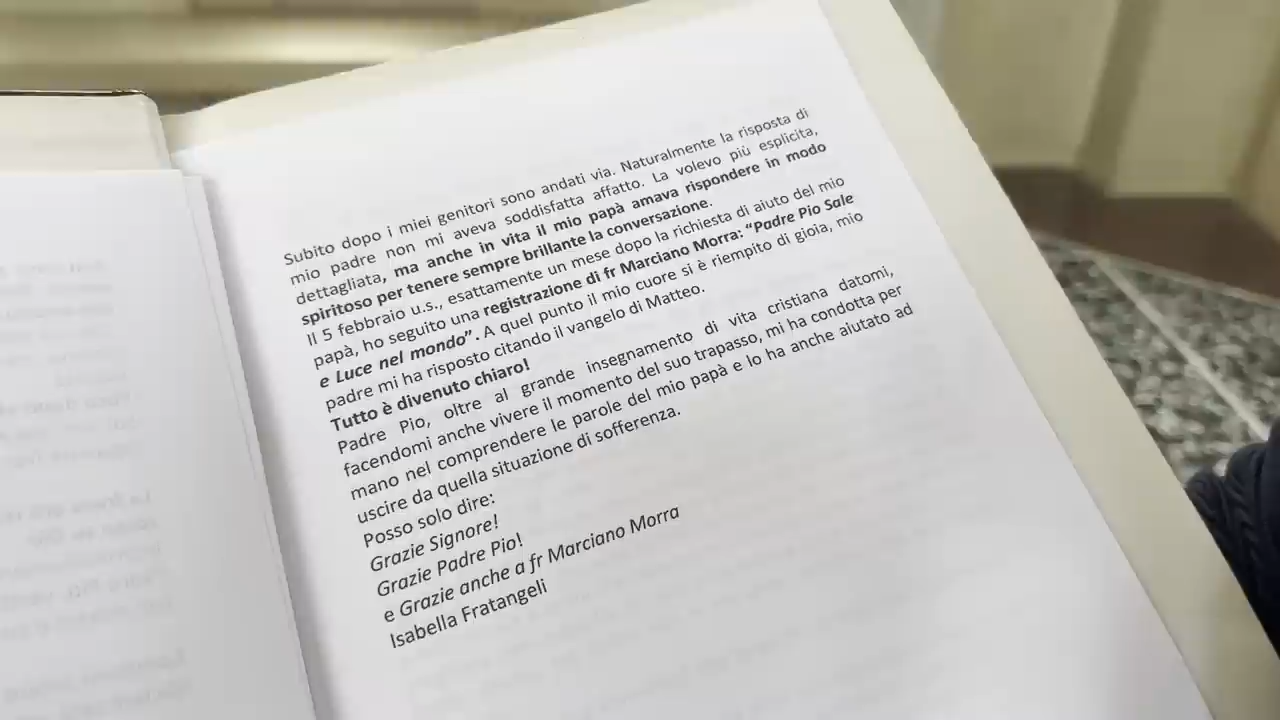 Subito dopo i miei genitori sono andati via. Naturalmente la risposta di
mio padre non mi aveva soddisfatta affatto. La volevo più esplicita,
dettagliata, ma anche in vita il mio papà amava rispondere in modo
spiritoso per tenere sempre brillante la conversazione.
Il 5 febbraio u.s., esattamente un mese dopo la richiesta di aiuto del mio
papà, ho seguito una registrazione di fr Marciano Morra: “Padre Pio Sale
e Luce nel mondo”. A quel punto il mio cuore si è riempito di gioia, mio
padre mi ha risposto citando il vangelo di Matteo.
Tutto è divenuto chiaro!
Padre Pio, oltre al grande insegnamento di vita cristiana datomi,
facendomi anche vivere il momento del suo trapasso, mi ha condotta per
mano nel comprendere le parole del mio papà e lo ha anche aiutato ad
uscire da quella situazione di sofferenza.
Posso solo dire:
Grazie Signore!
Grazie Padre Pio!
e Grazie anche a fr Marciano Morra
Isabella Fratangeli